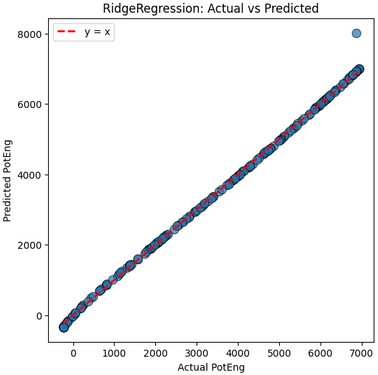 RidgeRegression: Actual vs Predicted
y = x
8000
6000
4000
2000
0
Predicted PotEng
0 1000 2000 3000 4000 5000 6000 7000
Actual PotEng